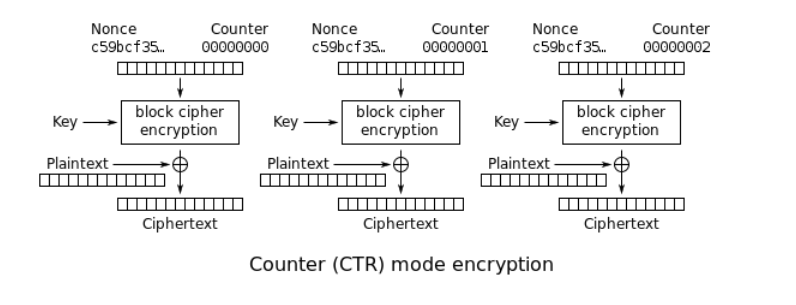 Nonce Counter Nonce Counter Nonce Counter
c59bcf35… 00000000 c59bcf35… 00000001 c59bcf35… 00000002
block cipher block cipher block cipher
Key encryption Key encryption Key encryption
Plaintext Plaintext Plaintext
Ciphertext Ciphertext Ciphertext
Counter (CTR) mode encryption